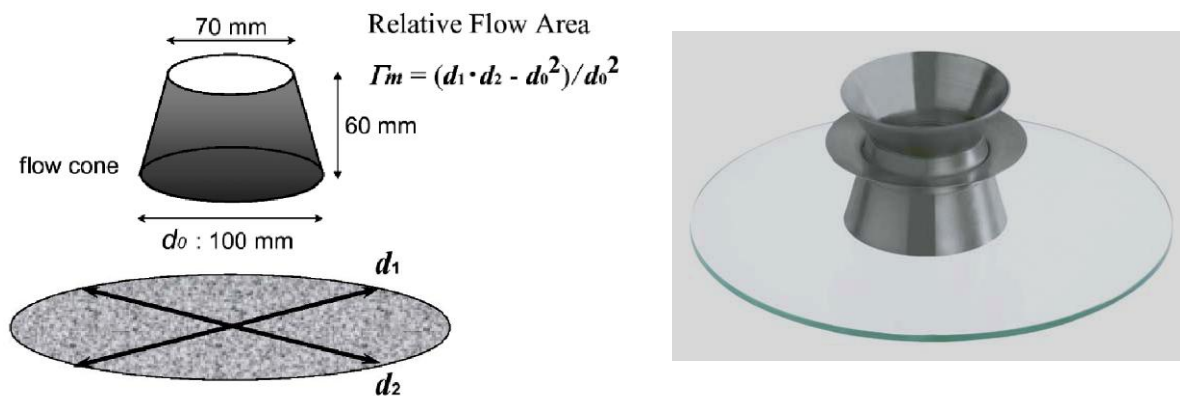 70 mm
Relative Flow Area
Γm = (d₁·d₂ - d₀²)/d₀²
60 mm
flow cone
d₀ : 100 mm
d₁
d₂